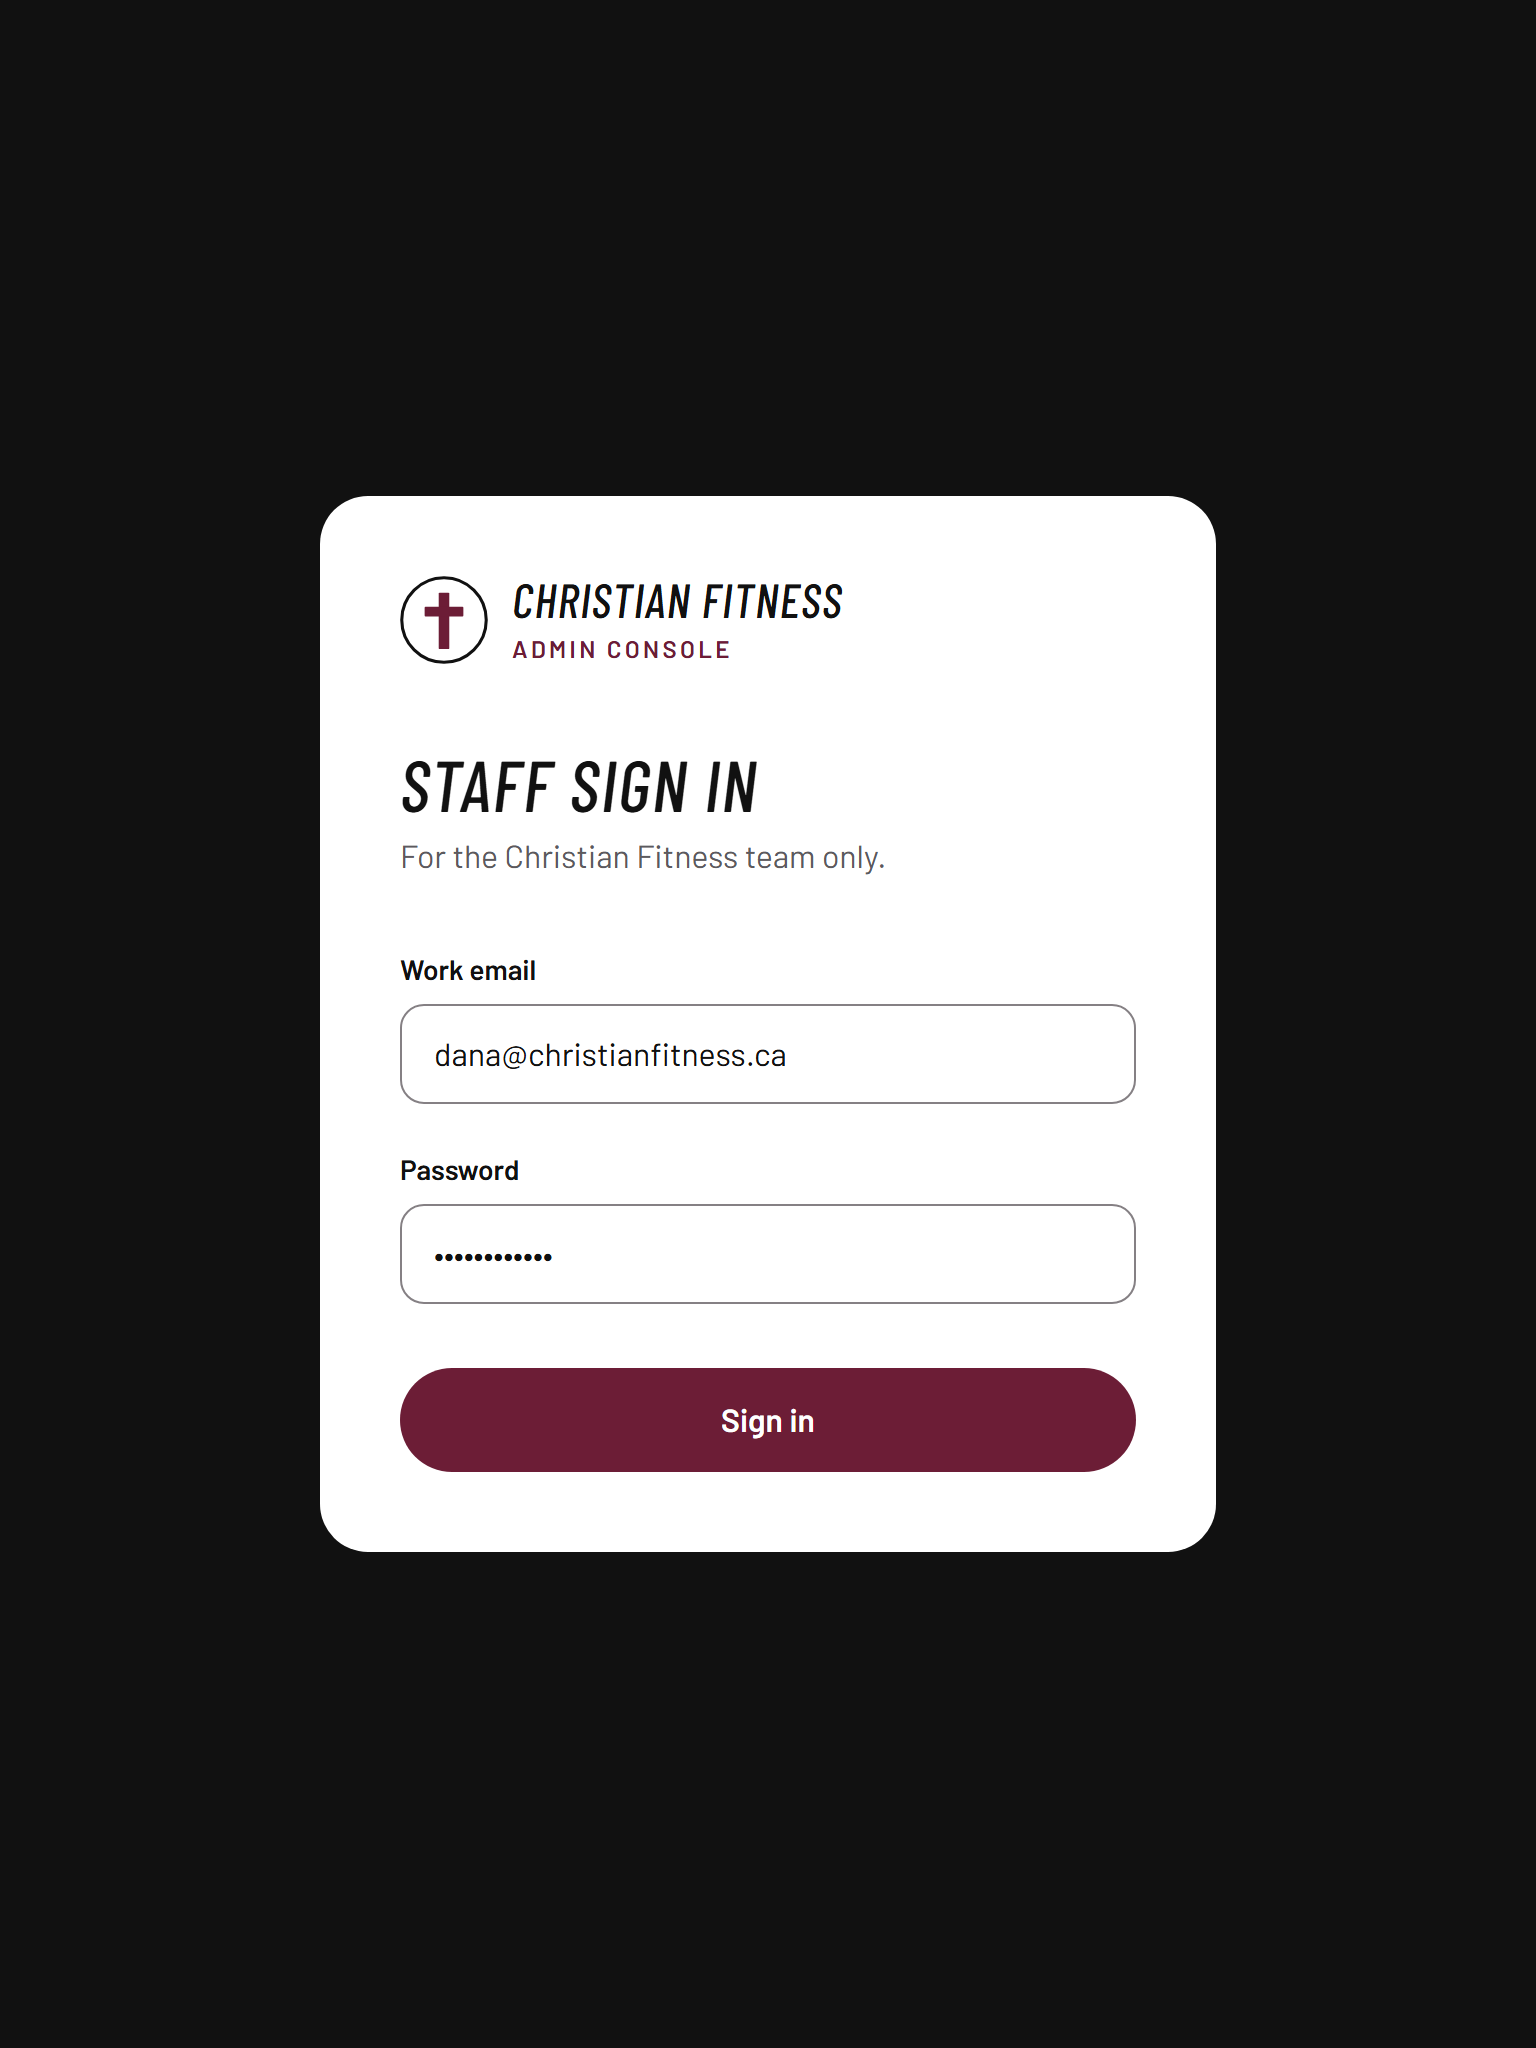 CHRISTIAN FITNESS
ADMIN CONSOLE
STAFF SIGN IN
For the Christian Fitness team only.
Work email
dana@christianfitness.ca
Password
••••••••••••
Sign in